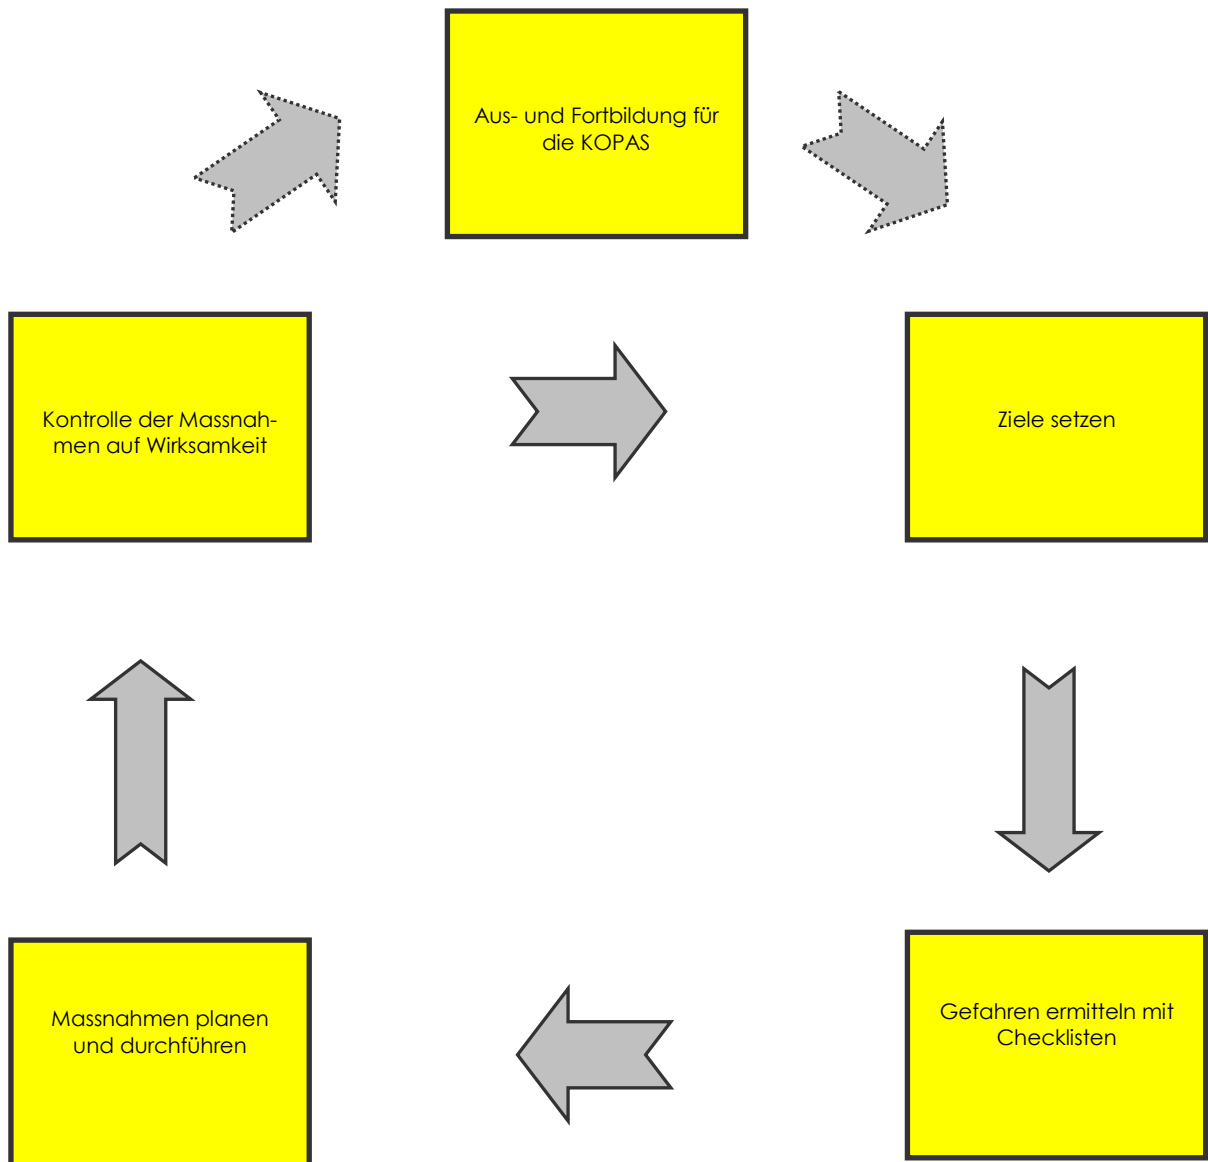 Aus- und Fortbildung für
die KOPAS
Kontrolle der Massnah-
men auf Wirksamkeit
Ziele setzen
Massnahmen planen
und durchführen
Gefahren ermitteln mit
Checklisten